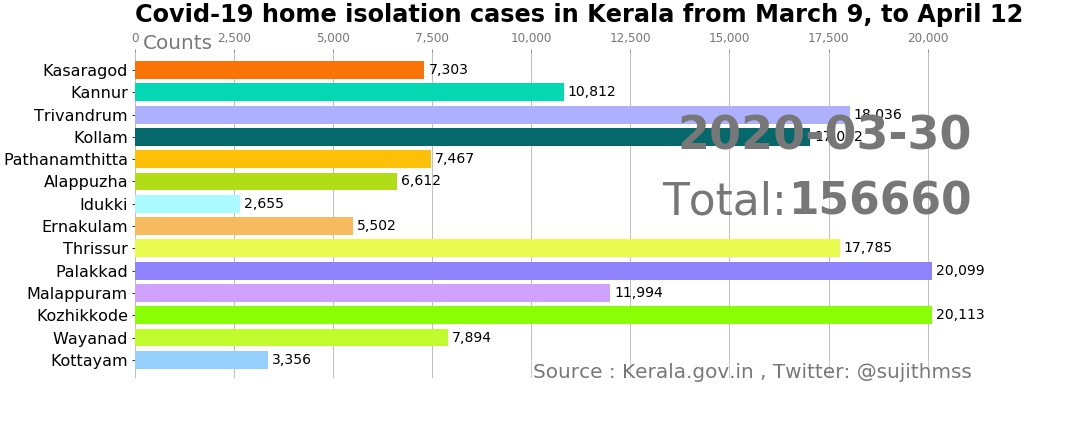 Covid-19 home isolation cases in Kerala from March 9, to April 12
0 2,500 5,000 7,500 10,000 12,500 15,000 17,500 20,000
Counts
Kasaragod 7,303
Kannur 10,812
Trivandrum 18,036
Kollam 17,032
2020-03-30
Pathanamthitta 7,467
Alappuzha 6,612
Total:156660
Idukki 2,655
Ernakulam 5,502
Thrissur 17,785
Palakkad 20,099
Malappuram 11,994
Kozhikkode 20,113
Wayanad 7,894
Kottayam 3,356
Source : Kerala.gov.in , Twitter: @sujithmss